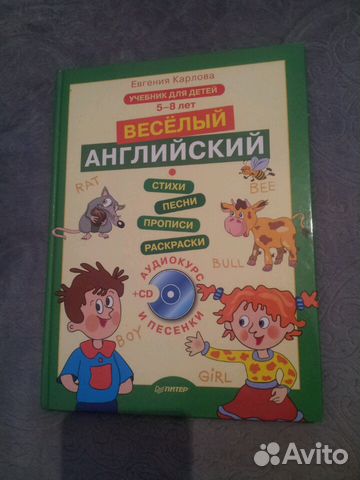 Евгения Карлова
УЧЕБНИК ДЛЯ ДЕТЕЙ
5–8 лет
ВЕСЁЛЫЙ
АНГЛИЙСКИЙ
СТИХИ
ПЕСНИ
ПРОПИСИ
РАСКРАСКИ
RAT
BEE
BULL
BOY
GIRL
АУДИОКУРС
+CD
И ПЕСЕНКИ
ПИТЕР
Avito